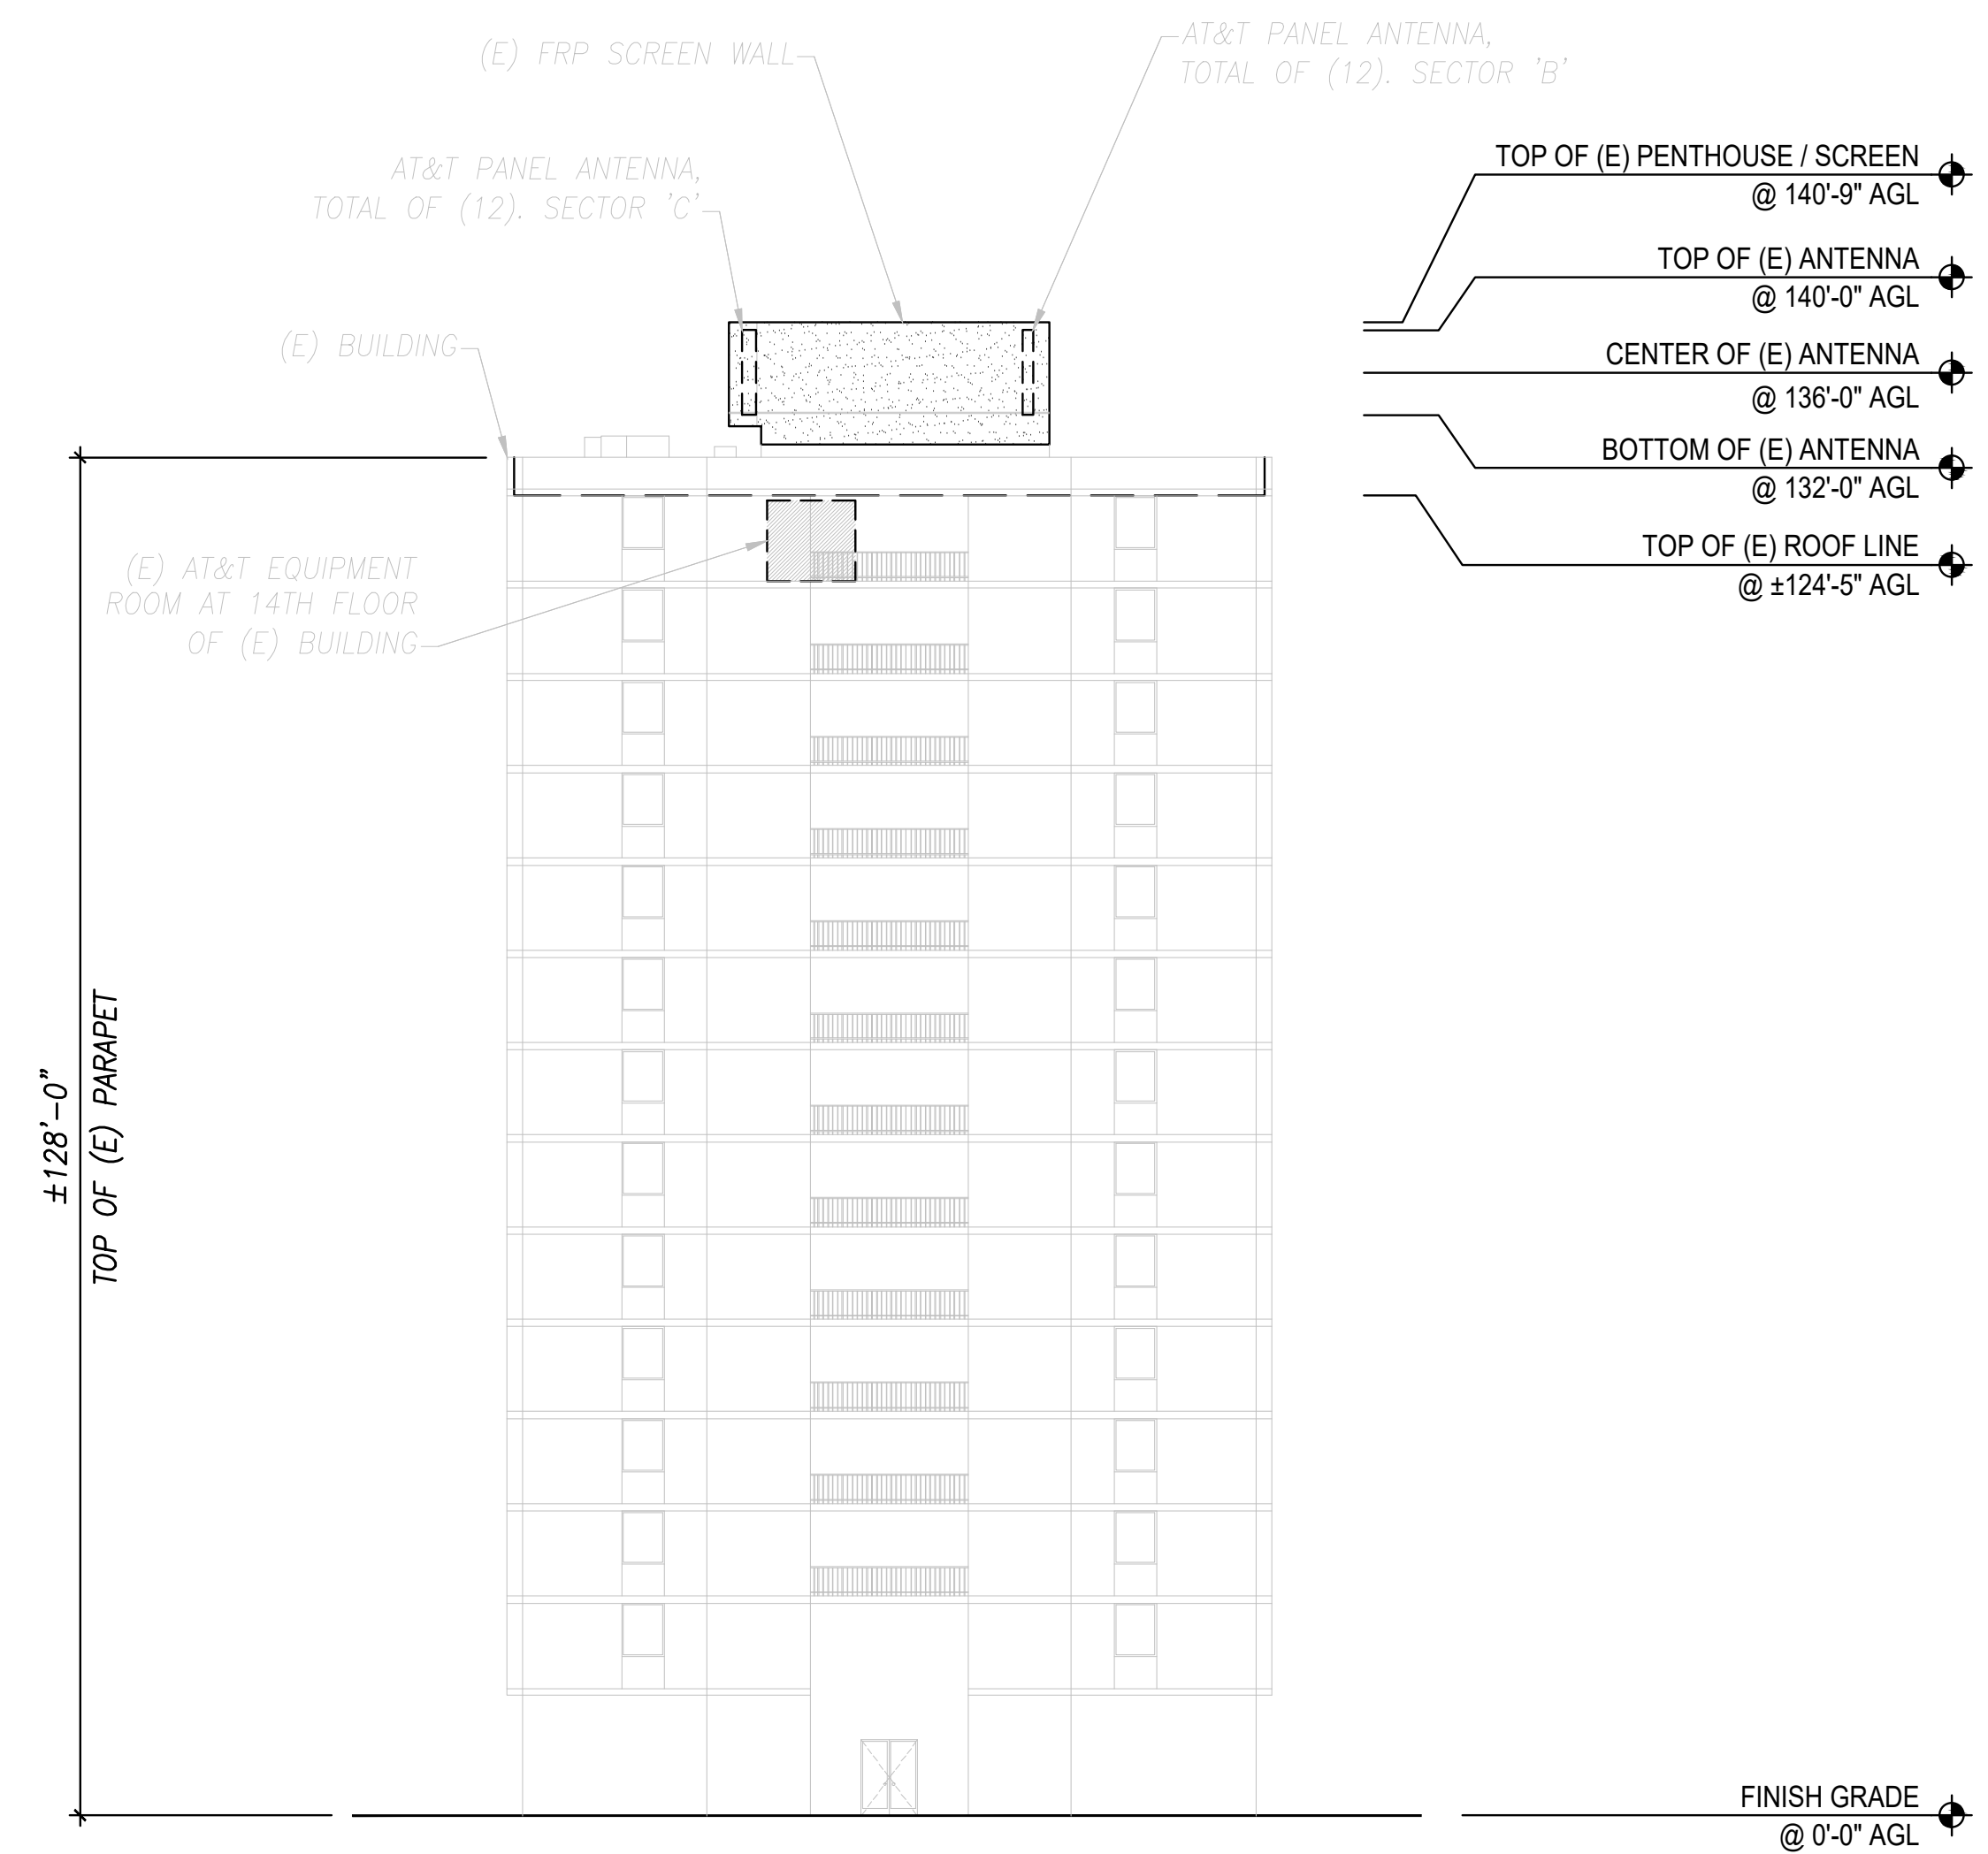 (E) FRP SCREEN WALL
AT&T PANEL ANTENNA,
TOTAL OF (12). SECTOR 'B'
AT&T PANEL ANTENNA,
TOTAL OF (12). SECTOR 'C'
(E) BUILDING
(E) AT&T EQUIPMENT
ROOM AT 14TH FLOOR
OF (E) BUILDING
±128'-0"
TOP OF (E) PARAPET
TOP OF (E) PENTHOUSE / SCREEN
@ 140'-9" AGL
TOP OF (E) ANTENNA
@ 140'-0" AGL
CENTER OF (E) ANTENNA
@ 136'-0" AGL
BOTTOM OF (E) ANTENNA
@ 132'-0" AGL
TOP OF (E) ROOF LINE
@ ±124'-5" AGL
FINISH GRADE
@ 0'-0" AGL